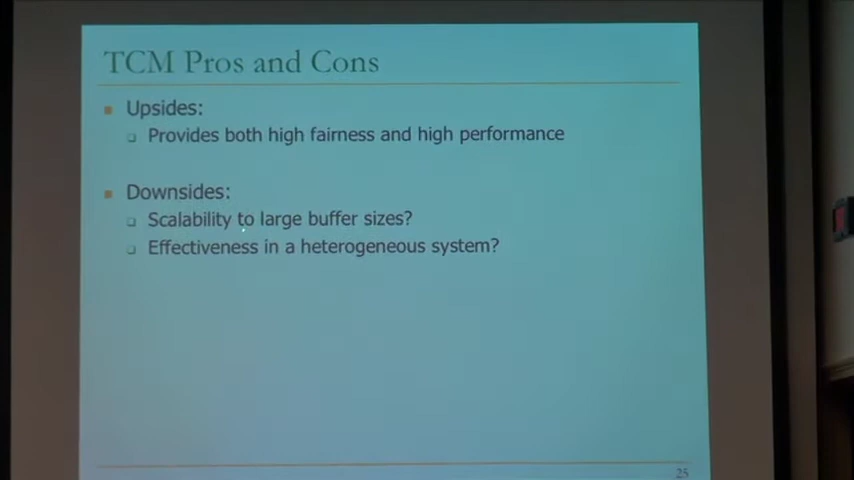 TCM Pros and Cons
Upsides:
Provides both high fairness and high performance
Downsides:
Scalability to large buffer sizes?
Effectiveness in a heterogeneous system?
25